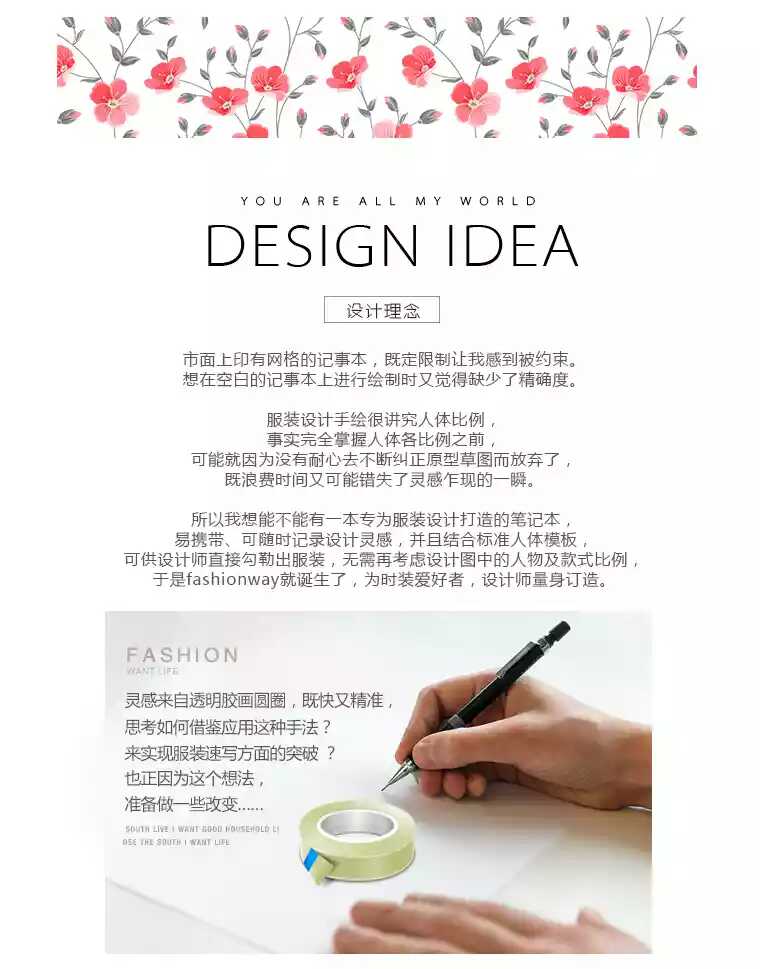 YOU ARE ALL MY WORLD
DESIGN IDEA
设计理念
市面上印有网格的记事本，既定限制让我感到被约束。
想在空白的记事本上进行绘制时又觉得缺少了精确度。
服装设计手绘很讲究人体比例，
事实完全掌握人体各比例之前，
可能就因为没有耐心去不断纠正原型草图而放弃了，
既浪费时间又可能错失了灵感乍现的一瞬。
所以我想能不能有一本专为服装设计打造的笔记本，
易携带、可随时记录设计灵感，并且结合标准人体模板，
可供设计师直接勾勒出服装，无需再考虑设计图中的人物及款式比例，
于是fashionway就诞生了，为时装爱好者，设计师量身订造。
FASHION
WANT LIFE
灵感来自透明胶画圆圈，既快又精准，
思考如何借鉴应用这种手法？
来实现服装速写方面的突破 ？
也正因为这个想法，
准备做一些改变......
SOUTH LIVE I WANT GOOD HOUSEHOLD LI
OSE THE SOUTH I WANT LIFE